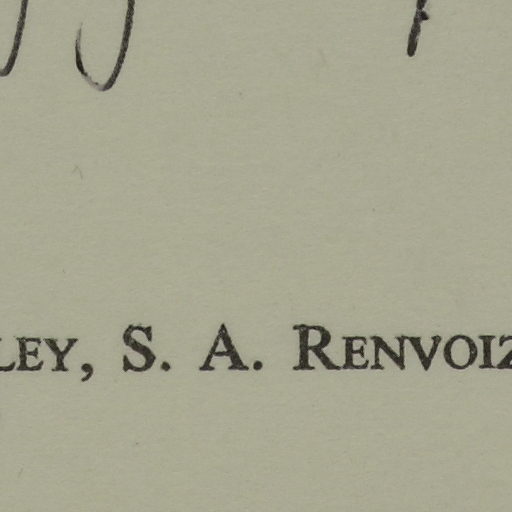 LEY, S. A. RENVOIZ